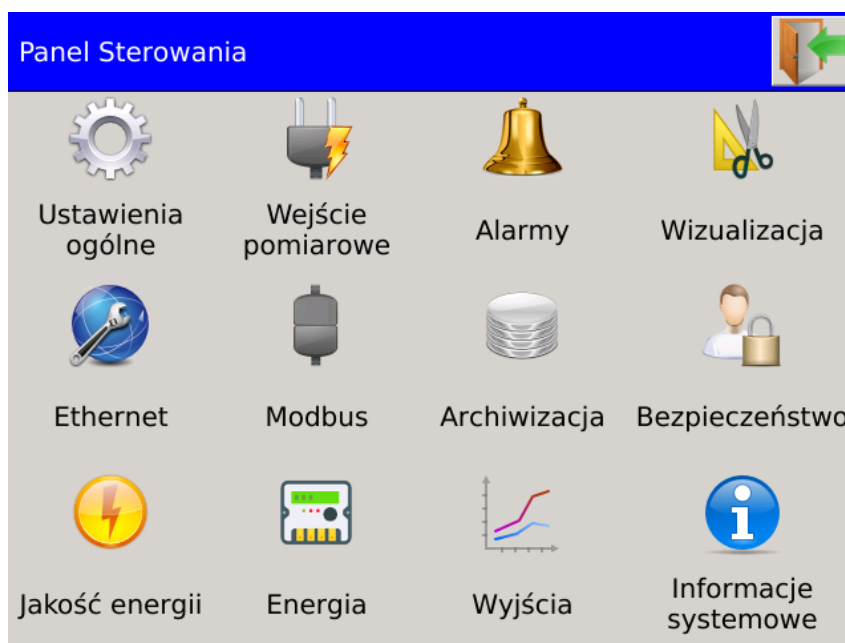 Panel Sterowania
Ustawienia
ogólne
Wejście
pomiarowe
Alarmy
Wizualizacja
Ethernet
Modbus
Archiwizacja
Bezpieczeństwo
Jakość energii
Energia
Wyjścia
Informacje
systemowe